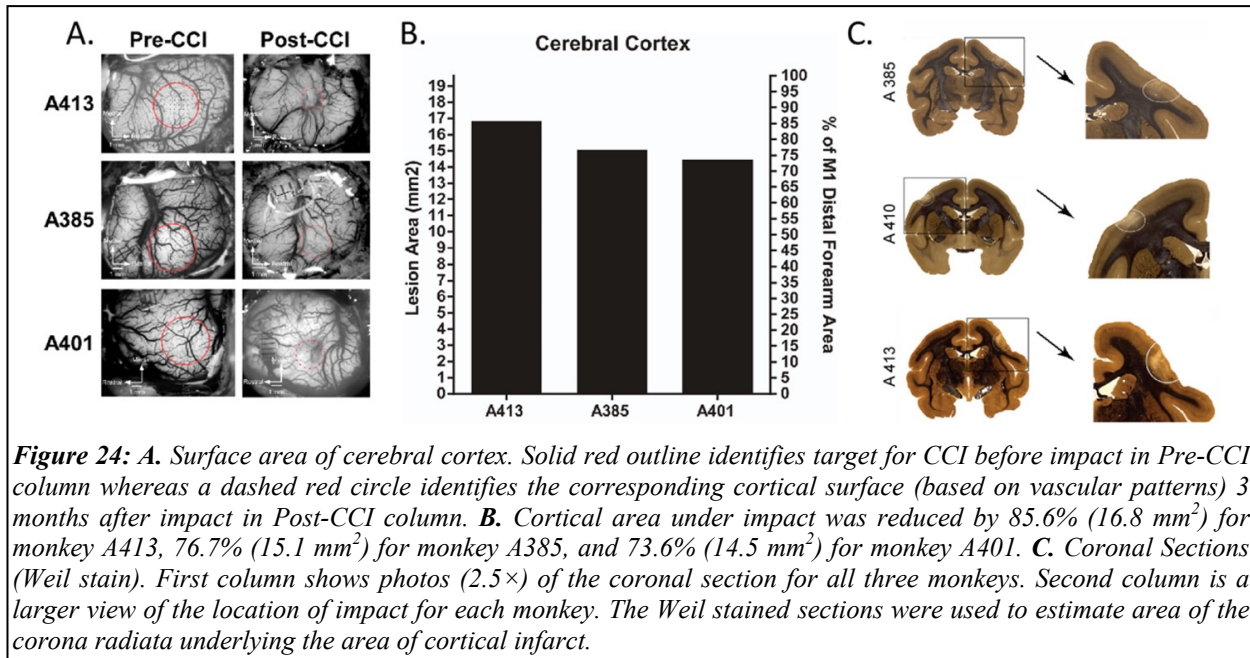 A.
Pre-CCI Post-CCI
A413
A385
A401
B.
Cerebral Cortex
Lesion Area (mm2)
19
18
17
16
15
14
13
12
11
10
9
8
7
6
5
4
3
2
1
0
A413 A385 A401
100
95
90
85
80
75
70
65
60
55
50
45
40
35
30
25
20
15
10
5
0
% of M1 Distal Forearm Area
C.
A 385
A 410
A 413
Rostral
1 mm
Figure 24: A. Surface area of cerebral cortex. Solid red outline identifies target for CCI before impact in Pre-CCI
column whereas a dashed red circle identifies the corresponding cortical surface (based on vascular patterns) 3
months after impact in Post-CCI column. B. Cortical area under impact was reduced by 85.6% (16.8 mm²) for
monkey A413, 76.7% (15.1 mm²) for monkey A385, and 73.6% (14.5 mm²) for monkey A401. C. Coronal Sections
(Weil stain). First column shows photos (2.5×) of the coronal section for all three monkeys. Second column is a
larger view of the location of impact for each monkey. The Weil stained sections were used to estimate area of the
corona radiata underlying the area of cortical infarct.